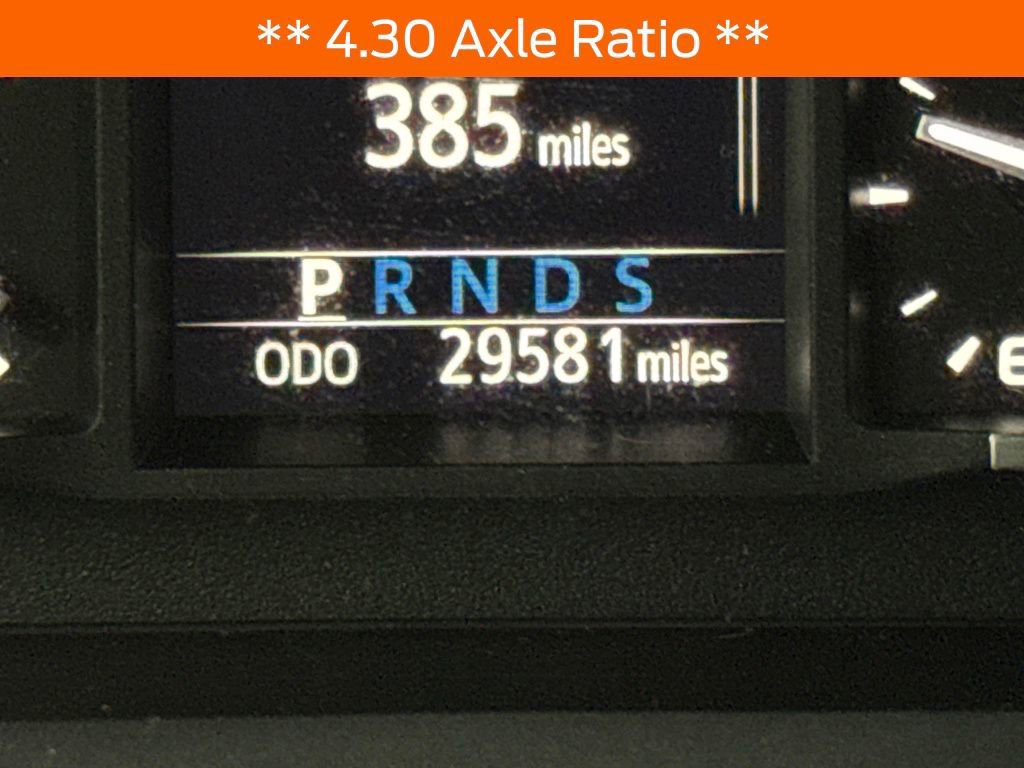 ** 4.30 Axle Ratio **
385 miles
P R N D S
ODO 29581 miles
E